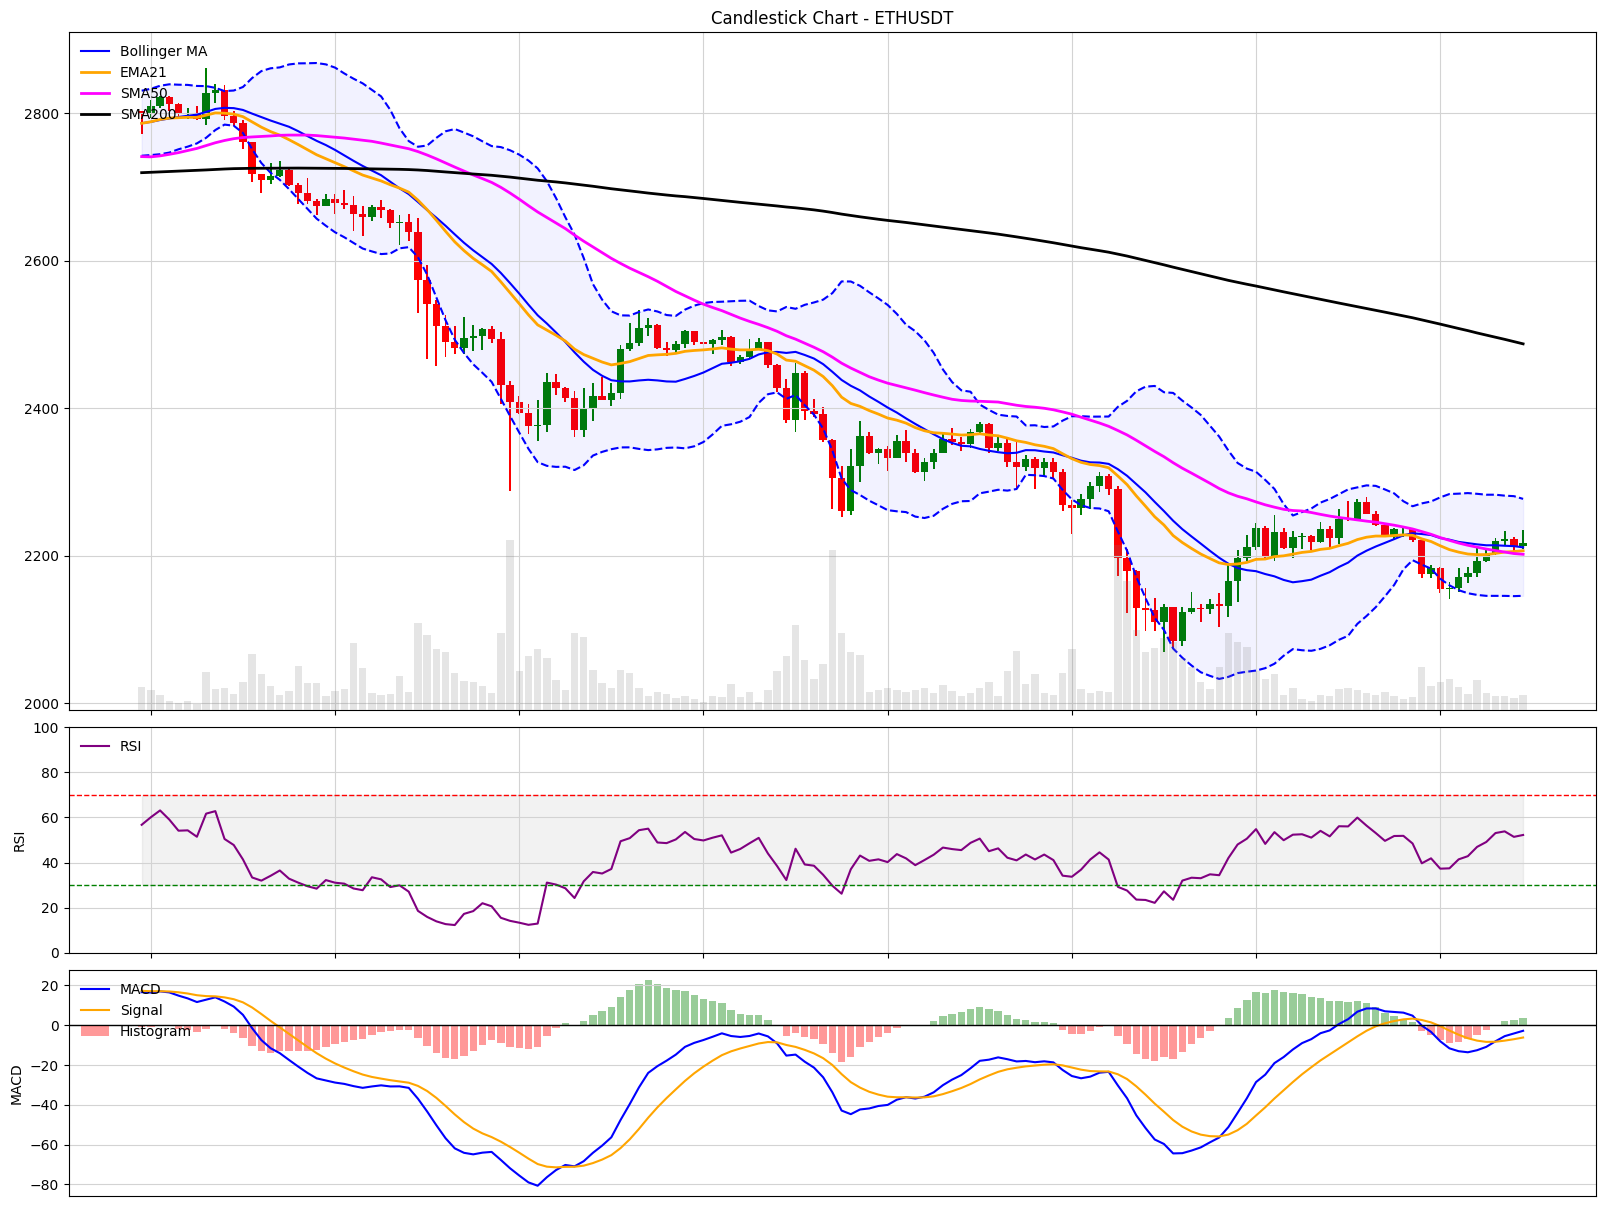 Candlestick Chart - ETHUSDT
Bollinger MA
EMA21
SMA50
SMA200
2800
2600
2400
2200
2000
RSI
100
80
60
40
20
0
RSI
MACD
Signal
Histogram
20
0
−20
−40
−60
−80
MACD